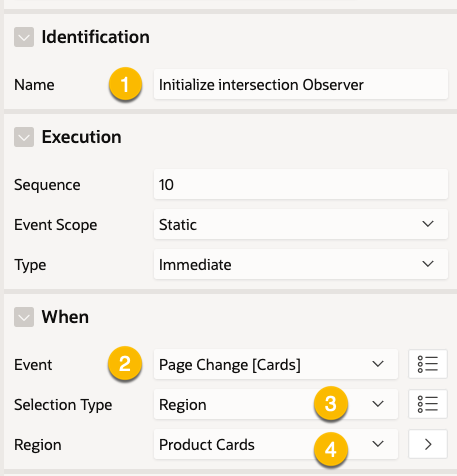 Identification
Name 1 Initialize intersection Observer
Execution
Sequence 10
Event Scope Static
Type Immediate
When
Event 2 Page Change [Cards]
Selection Type Region 3
Region Product Cards 4